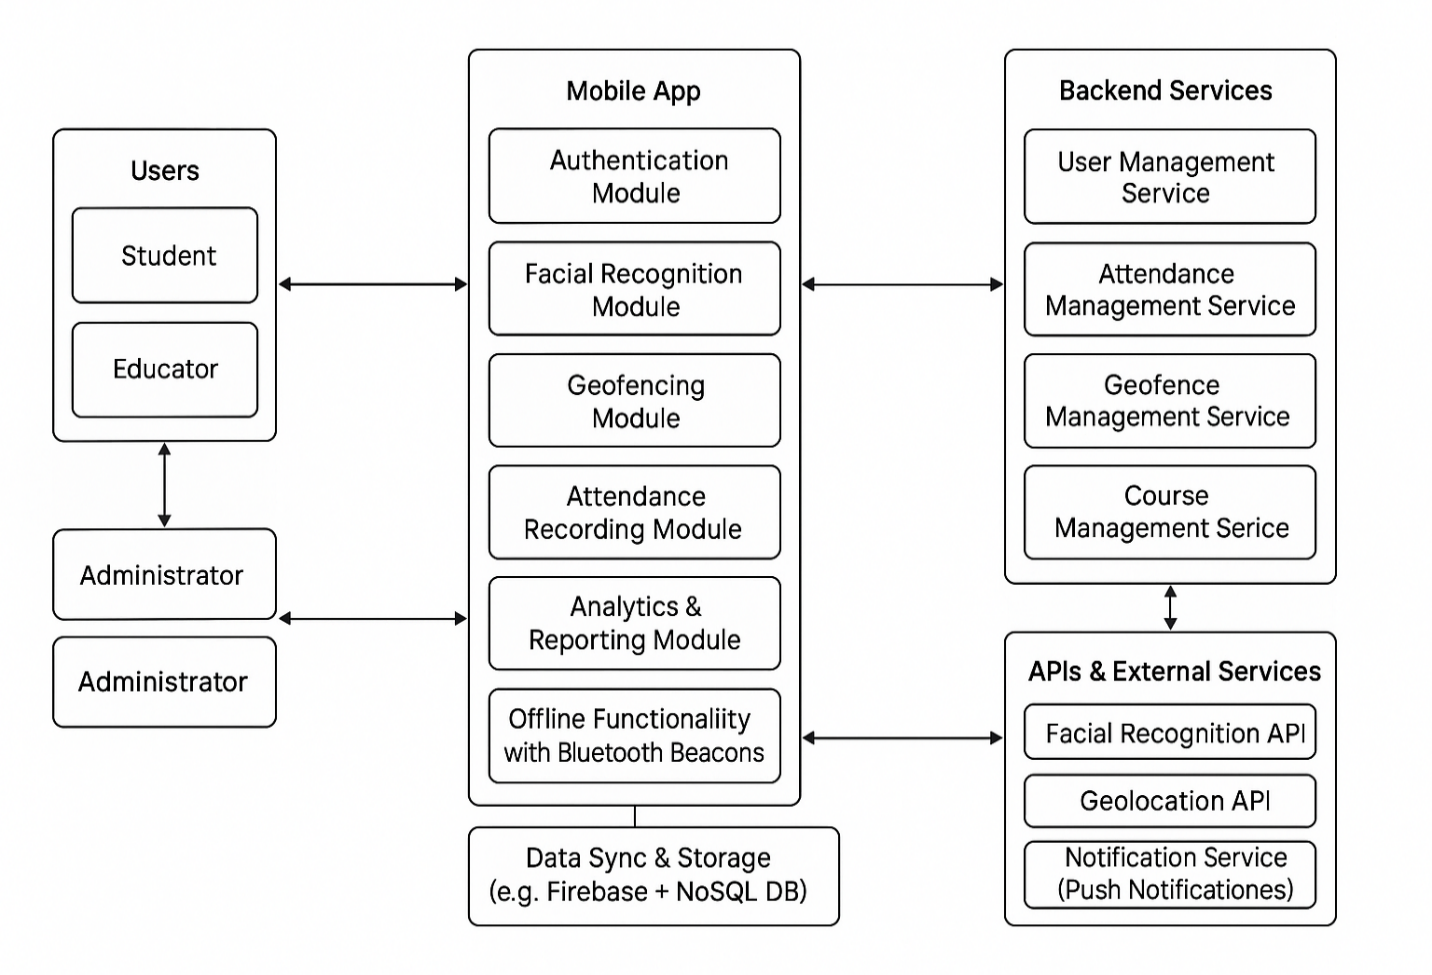 Users
Student
Educator
Administrator
Administrator
Mobile App
Authentication
Module
Facial Recognition
Module
Geofencing
Module
Attendance
Recording Module
Analytics &
Reporting Module
Offline Functionaliity
with Bluetooth Beacons
Data Sync & Storage
(e.g. Firebase + NoSQL DB)
Backend Services
User Management
Service
Attendance
Management Service
Geofence
Management Service
Course
Management Serice
APIs & External Services
Facial Recognition API
Geolocation API
Notification Service
(Push Notificationes)